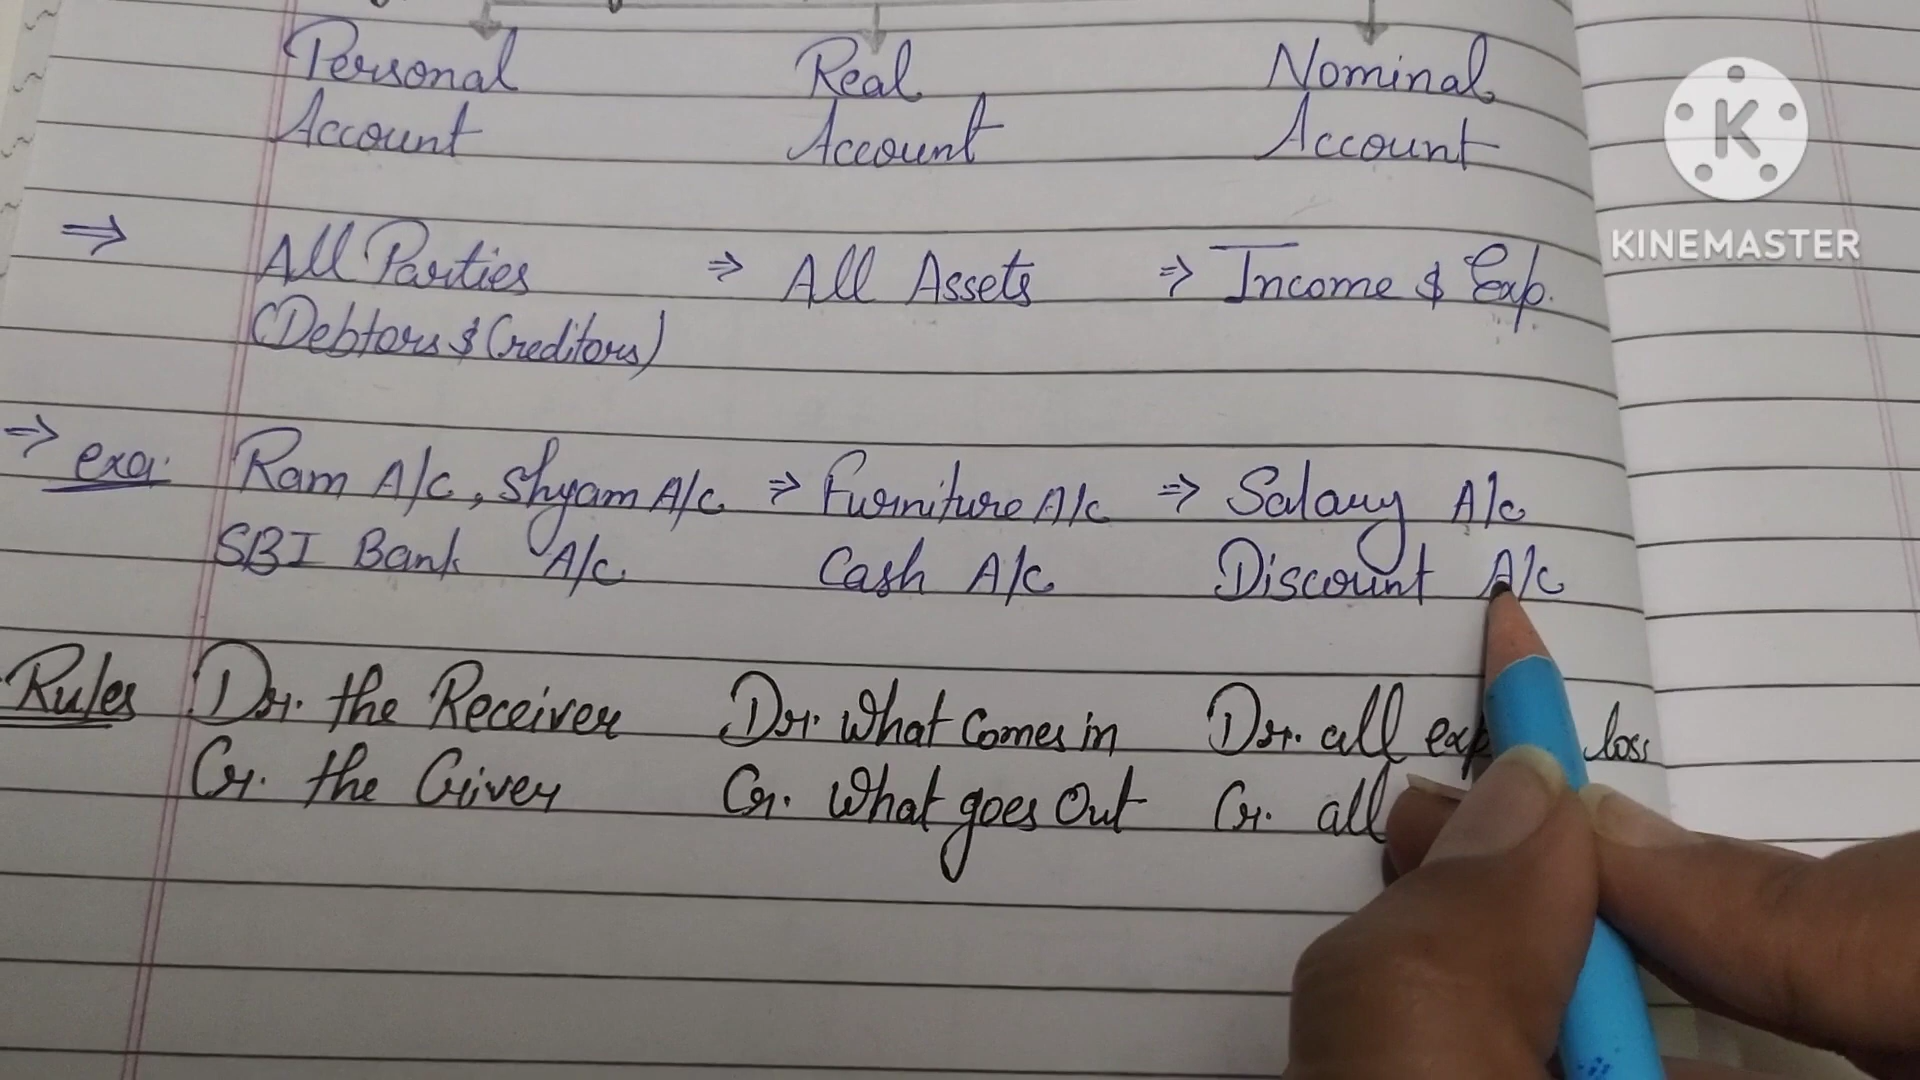 Personal Real Nominal
Account Account Account
⇒ All Parties ⇒ All Assets ⇒ Income & Exp.
(Debtors & Creditors)
⇒ exa: Ram A/c, Shyam A/c ⇒ Furniture A/c ⇒ Salary A/c
SBI Bank A/c Cash A/c Discount A/c
Rules Dr. the Receiver Dr. What Comes in Dr. all exp loss
Cr. the Giver Cr. What goes Out Cr. all
K
KINEMASTER